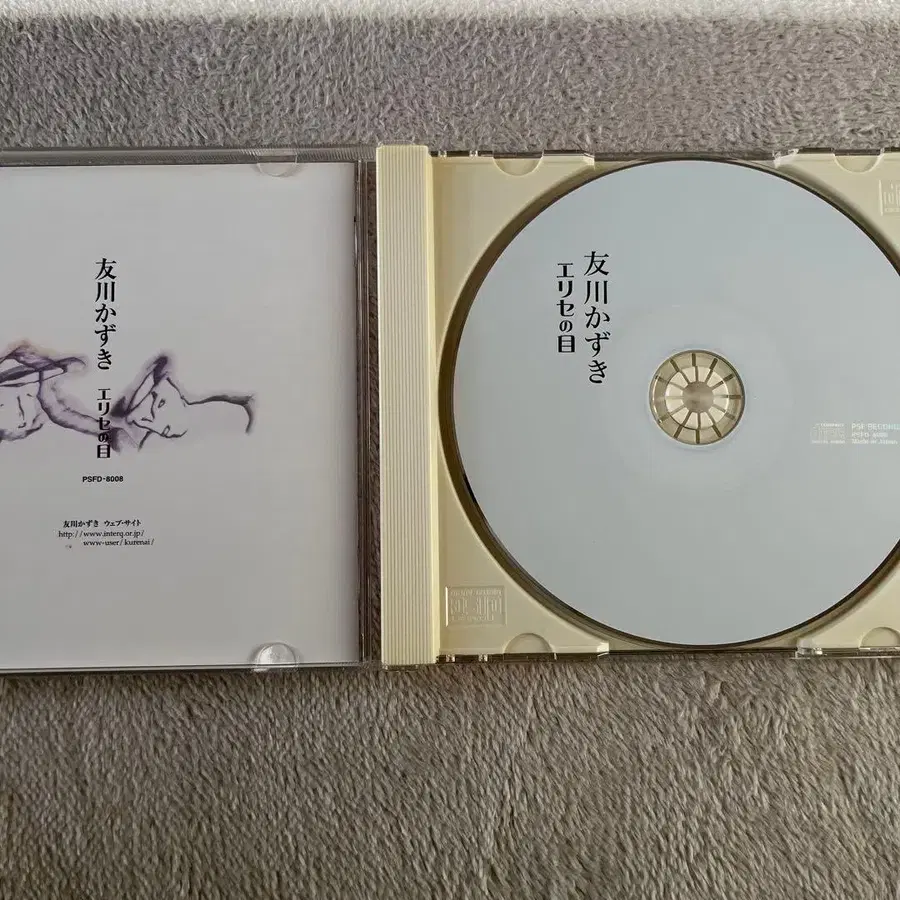 友川かずき エリセの目
PSFD-8008
友川かずき ウェブ・サイト
http://www.interq.or.jp/
www-user/kurenai/
友川かずき
エリセの目
PSF RECORDS
PSFD-8008
Made in Japan